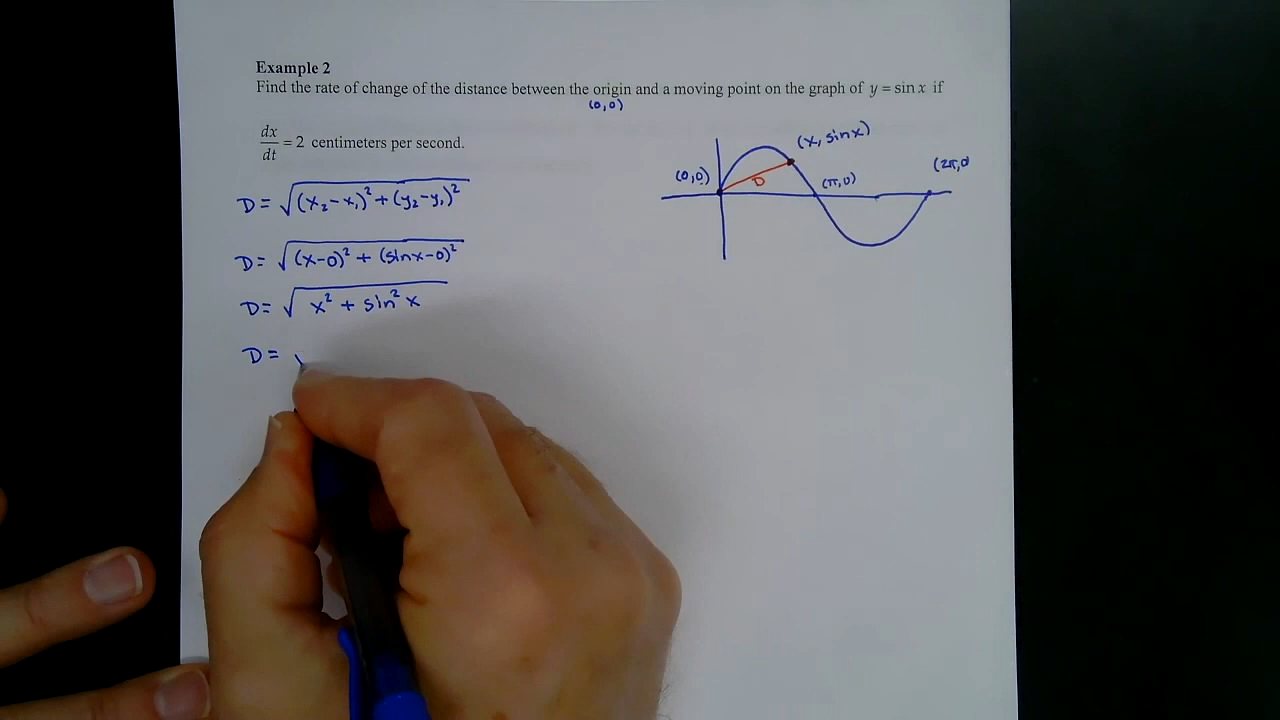 Example 2
Find the rate of change of the distance between the origin and a moving point on the graph of y = sin x if
(0,0)
dx/dt = 2 centimeters per second.
(x, sinx)
(0,0)
D
(π,0)
(2π,0
D = √(x₂-x₁)² + (y₂-y₁)²
D = √(x-0)² + (sinx-0)²
D = √x² + sin² x
D =